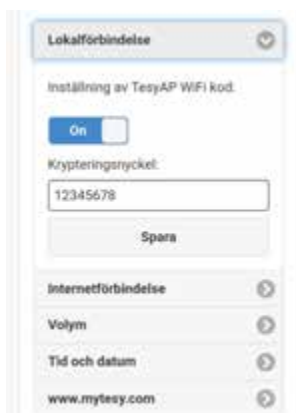 Lokalförbindelse
Inställning av TesyAP WiFi kod.
On
Krypteringsnyckel:
12345678
Spara
Internetförbindelse
Volym
Tid och datum
www.mytesy.com